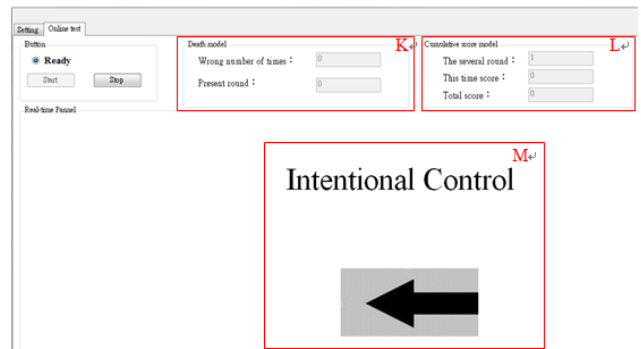 Setting Online test
Button
Ready
Start Stop
Death model K
Wrong number of times： 0
Present round： 0
Cumulative score model L
The several round： 1
This time score： 0
Total score： 0
Real-time Pannel
M
Intentional Control